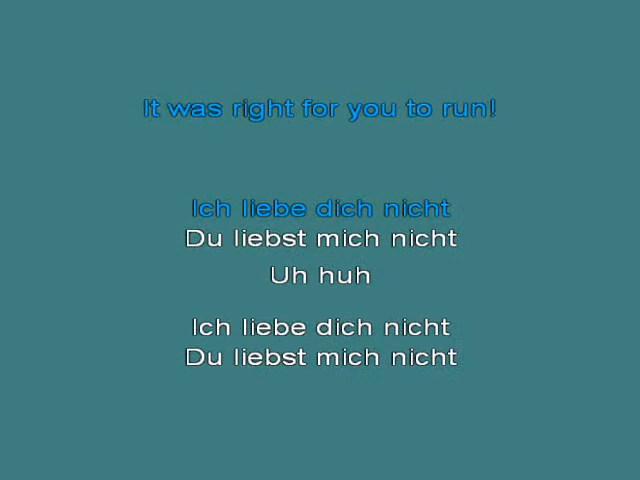 It was right for you to run!
Ich liebe dich nicht
Du liebst mich nicht
Uh huh
Ich liebe dich nicht
Du liebst mich nicht